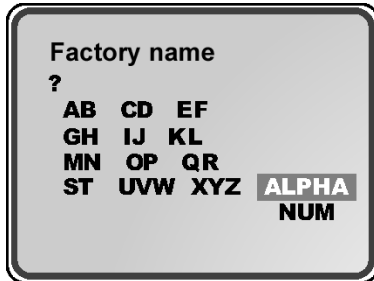 Factory name
?
AB CD EF
GH IJ KL
MN OP QR
ST UVW XYZ ALPHA
NUM